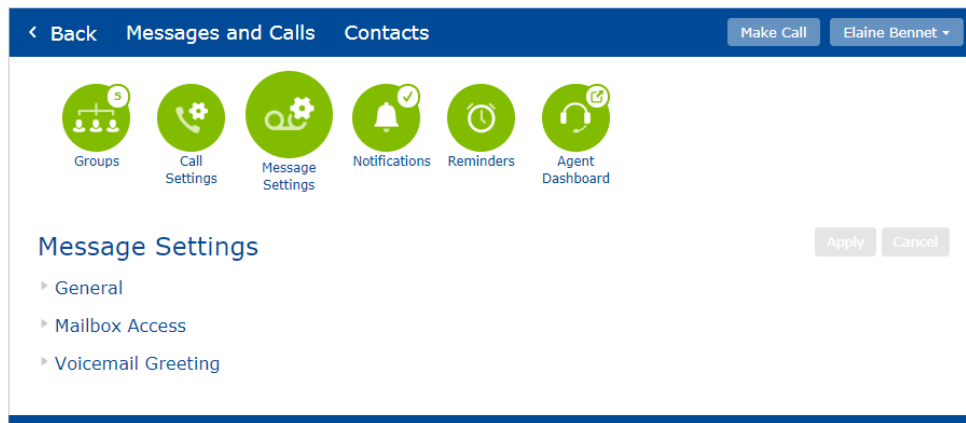 Back Messages and Calls Contacts Make Call Elaine Bennet
5
Groups Call Settings Message Settings Notifications Reminders Agent Dashboard
Message Settings Apply Cancel
General
Mailbox Access
Voicemail Greeting